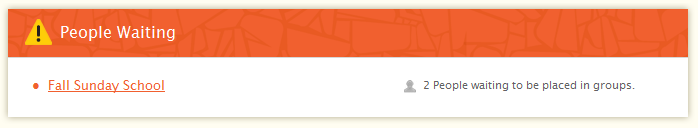 People Waiting
Fall Sunday School
2 People waiting to be placed in groups.